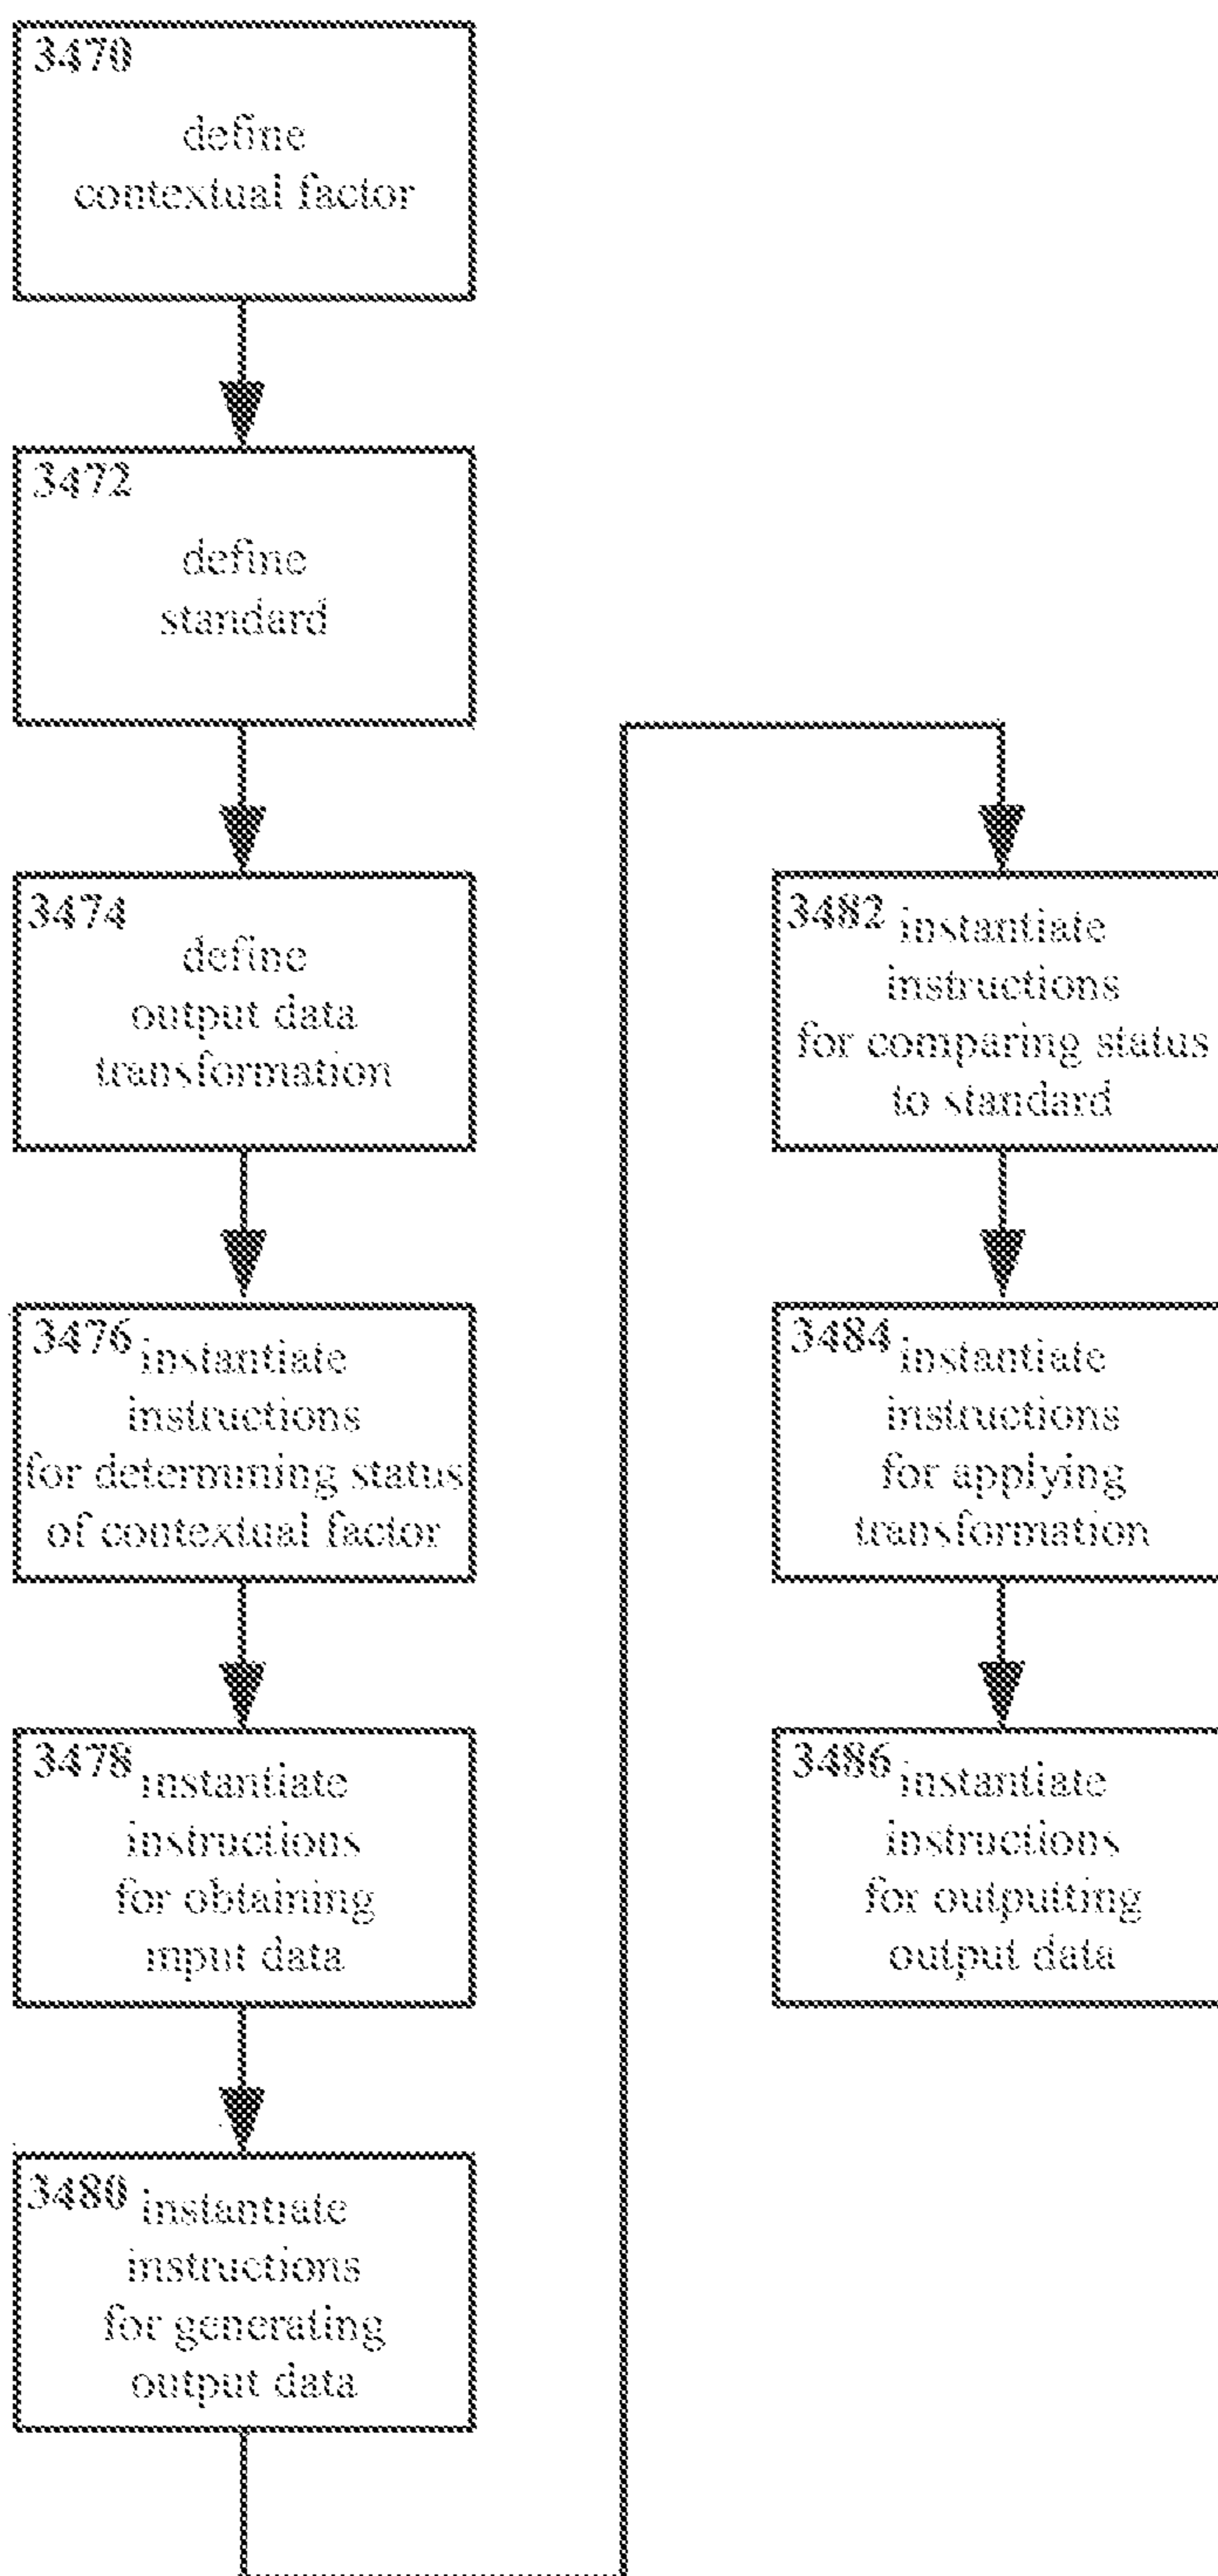 3470
define
contextual factor
3472
define
standard
3474
define
output data
transformation
3476 instantiate
instructions
for determining status
of contextual factor
3478 instantiate
instructions
for obtaining
input data
3480 instantiate
instructions
for generating
output data
3482 instantiate
instructions
for comparing status
to standard
3484 instantiate
instructions
for applying
transformation
3486 instantiate
instructions
for outputting
output data